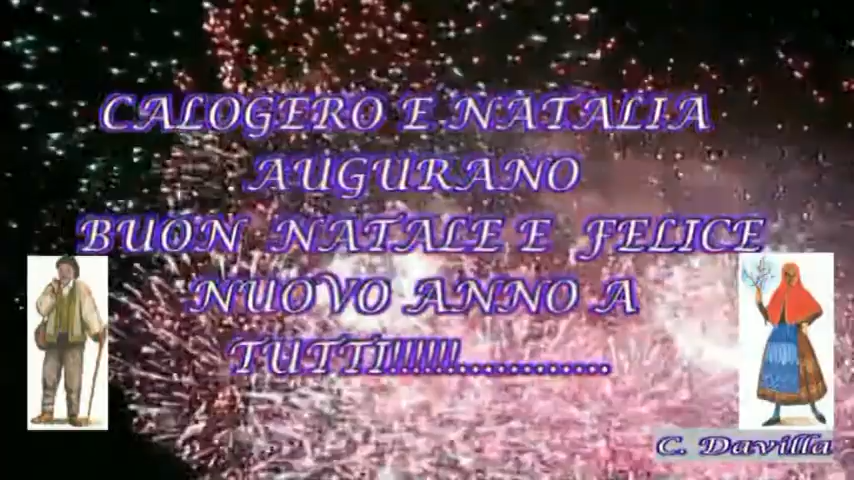 CALOGERO E NATALIA
AUGURANO
BUON NATALE E FELICE
NUOVO ANNO A
TUTTI!!!!!!............
C. Davilla